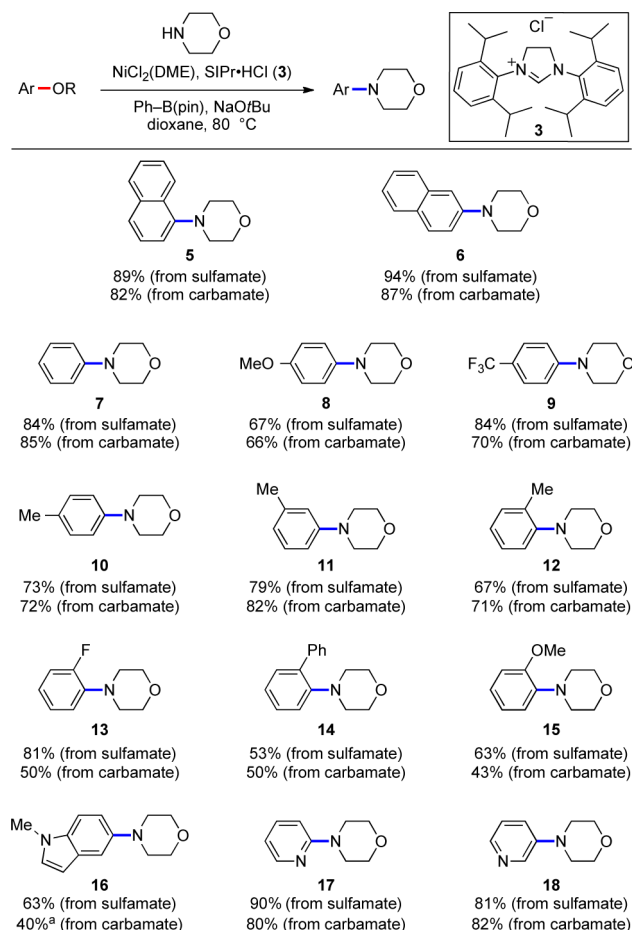 HN O
NiCl2(DME), SIPr•HCl (3)
Ar OR
Ph–B(pin), NaOtBu
dioxane, 80 °C
Ar N O
Cl−
+
N N
3
N O
5
89% (from sulfamate)
82% (from carbamate)
N O
6
94% (from sulfamate)
87% (from carbamate)
N O
7
84% (from sulfamate)
85% (from carbamate)
MeO N O
8
67% (from sulfamate)
66% (from carbamate)
F3C N O
9
84% (from sulfamate)
70% (from carbamate)
Me N O
10
73% (from sulfamate)
72% (from carbamate)
Me
N O
11
79% (from sulfamate)
82% (from carbamate)
Me
N O
12
67% (from sulfamate)
71% (from carbamate)
F
N O
13
81% (from sulfamate)
50% (from carbamate)
Ph
N O
14
53% (from sulfamate)
50% (from carbamate)
OMe
N O
15
63% (from sulfamate)
43% (from carbamate)
Me
N N O
16
63% (from sulfamate)
40%a (from carbamate)
N O
N
17
90% (from sulfamate)
80% (from carbamate)
N O
N
18
81% (from sulfamate)
82% (from carbamate)